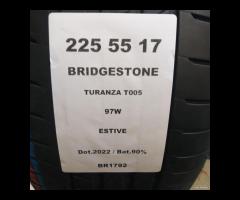 225 55 17
BRIDGESTONE
TURANZA T005
97W
ESTIVE
Dot.2022 / Bat.90%
BR1792